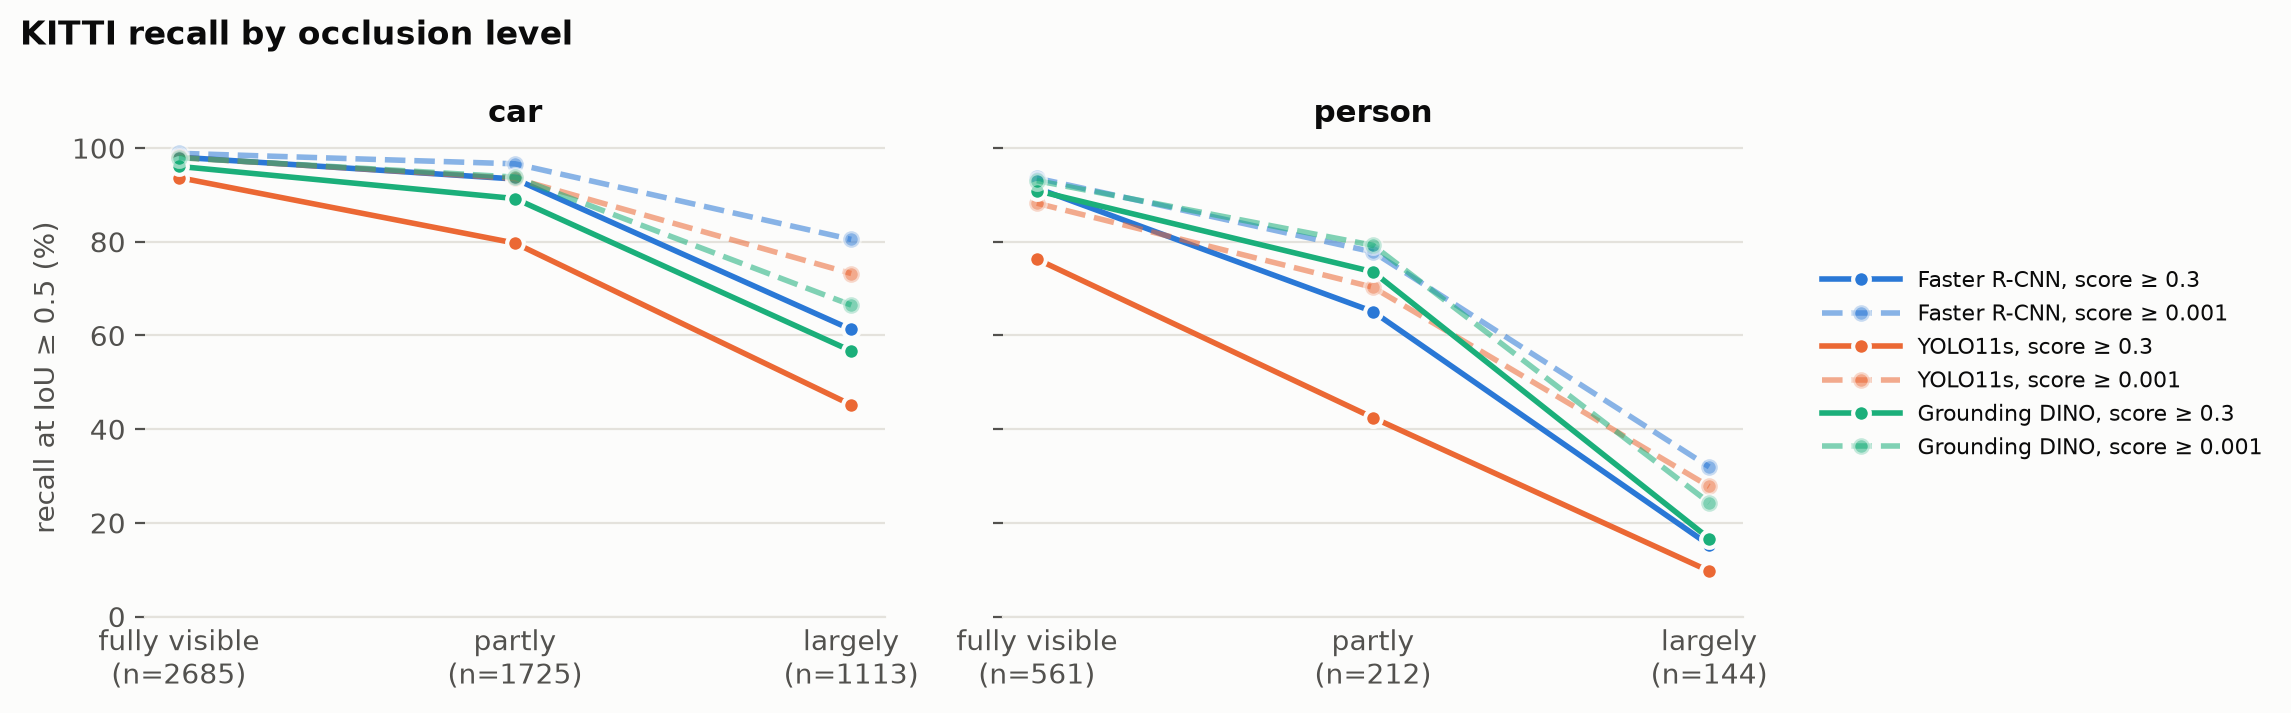 KITTI recall by occlusion level
car
person
recall at IoU ≥ 0.5 (%)
100
80
60
40
20
0
fully visible
(n=2685)
partly
(n=1725)
largely
(n=1113)
fully visible
(n=561)
partly
(n=212)
largely
(n=144)
Faster R-CNN, score ≥ 0.3
Faster R-CNN, score ≥ 0.001
YOLO11s, score ≥ 0.3
YOLO11s, score ≥ 0.001
Grounding DINO, score ≥ 0.3
Grounding DINO, score ≥ 0.001